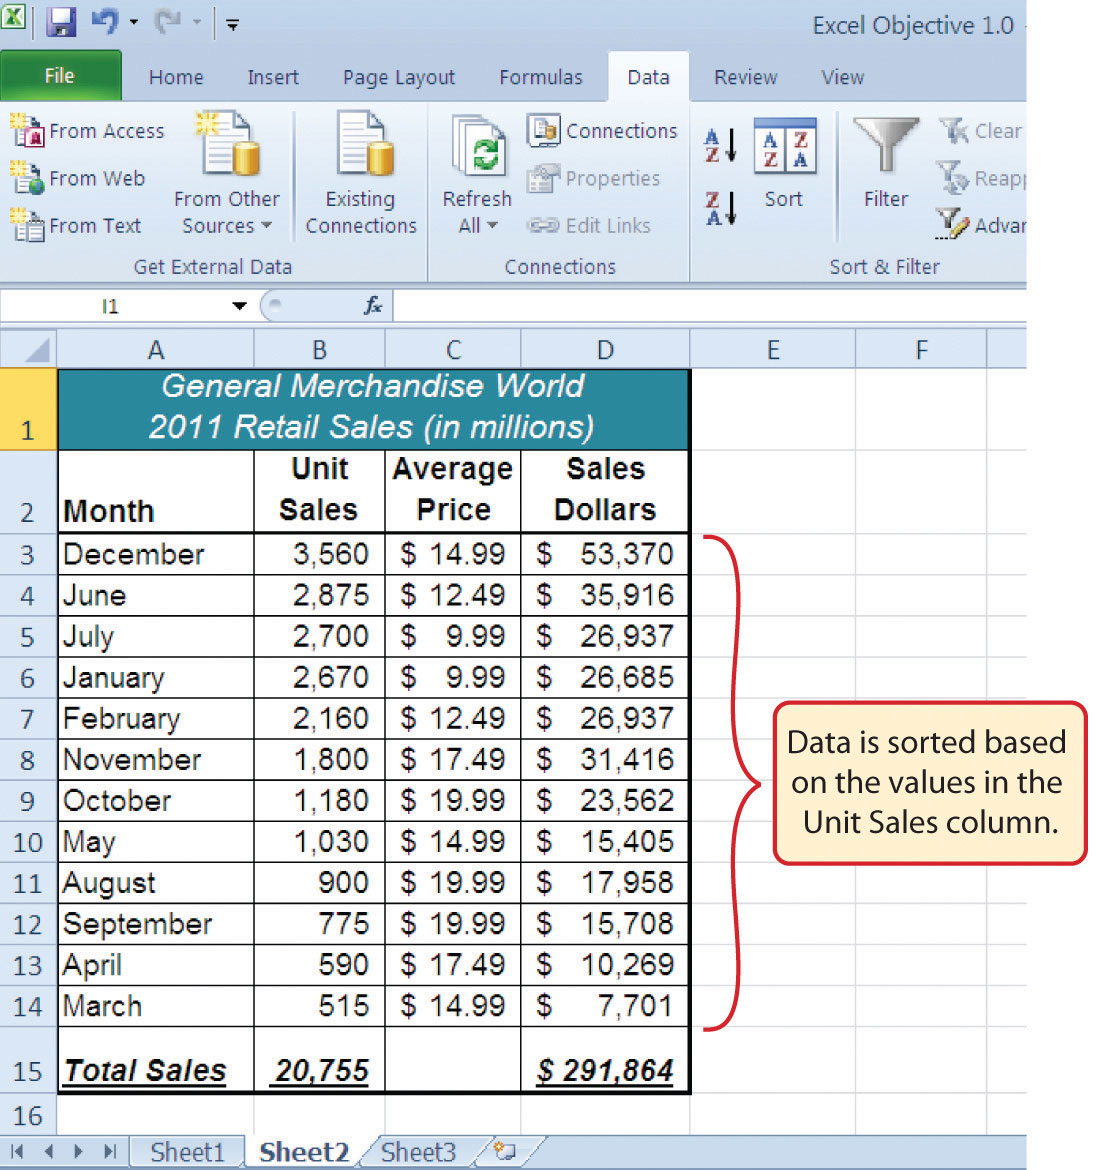 Excel Objective 1.0
File Home Insert Page Layout Formulas Data Review View
From Access
From Web
From Text
From Other
Sources
Existing
Connections
Get External Data
Refresh
All
Connections
Properties
Edit Links
Connections
A
Z
Z
A
A Z
Z A
Sort
Filter
Clear
Reapp
Advan
Sort & Filter
I1 fx
A B C D E F
1 General Merchandise World
2011 Retail Sales (in millions)
2 Month Unit Sales Average Price Sales Dollars
3 December 3,560 $ 14.99 $ 53,370
4 June 2,875 $ 12.49 $ 35,916
5 July 2,700 $ 9.99 $ 26,937
6 January 2,670 $ 9.99 $ 26,685
7 February 2,160 $ 12.49 $ 26,937
8 November 1,800 $ 17.49 $ 31,416
9 October 1,180 $ 19.99 $ 23,562
10 May 1,030 $ 14.99 $ 15,405
11 August 900 $ 19.99 $ 17,958
12 September 775 $ 19.99 $ 15,708
13 April 590 $ 17.49 $ 10,269
14 March 515 $ 14.99 $ 7,701
15 Total Sales 20,755 $ 291,864
16
Data is sorted based
on the values in the
Unit Sales column.
Sheet1 Sheet2 Sheet3